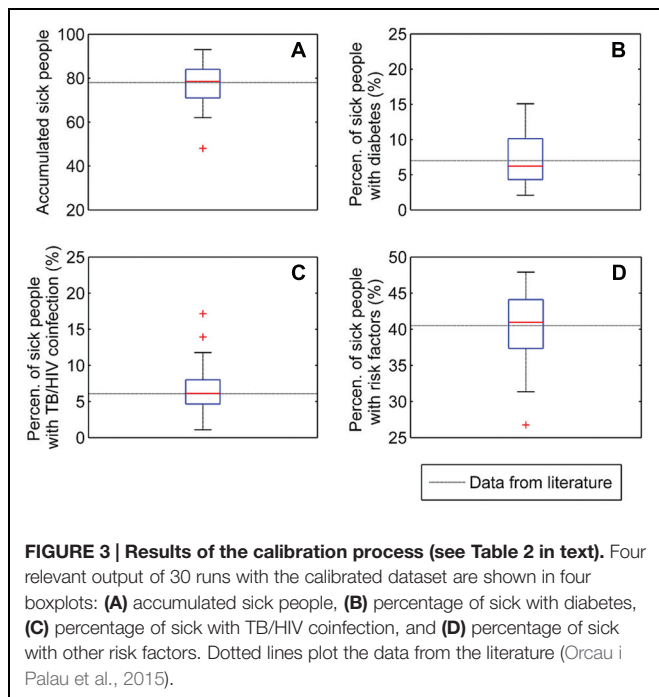 100
80
60
40
20
Accumulated sick people
A
25
20
15
10
5
0
Percen. of sick people
with diabetes (%)
B
25
20
15
10
5
0
Percen. of sick people
with TB/HIV coinfection (%)
C
50
45
40
35
30
25
Percen. of sick people
with risk factors (%)
D
Data from literature
FIGURE 3 | Results of the calibration process (see Table 2 in text). Four
relevant output of 30 runs with the calibrated dataset are shown in four
boxplots: (A) accumulated sick people, (B) percentage of sick with diabetes,
(C) percentage of sick with TB/HIV coinfection, and (D) percentage of sick
with other risk factors. Dotted lines plot the data from the literature (Orcau i
Palau et al., 2015).